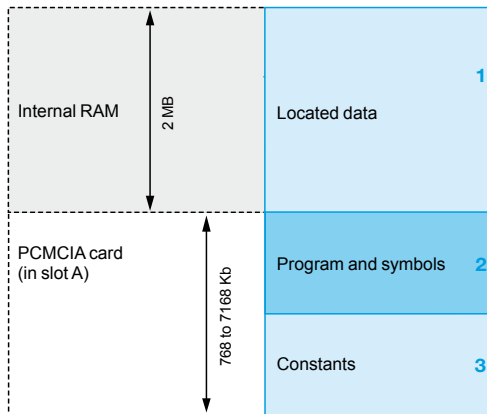 1
Internal RAM
2 MB
Located data
PCMCIA card
(in slot A)
768 to 7168 Kb
Program and symbols 2
Constants 3